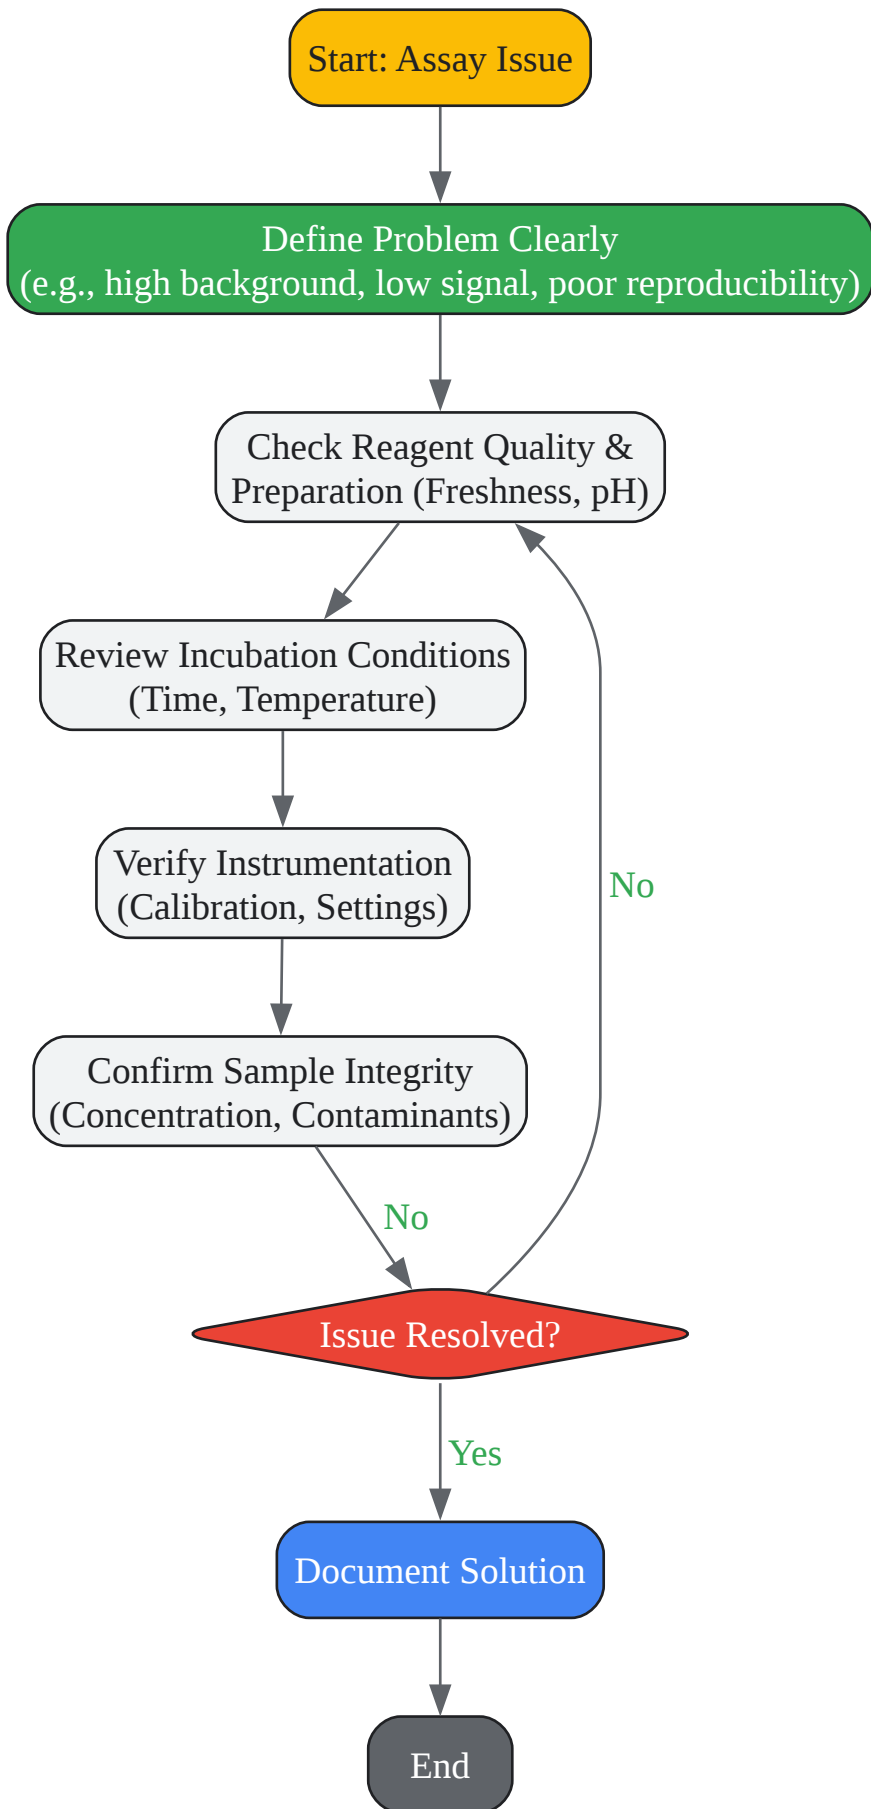 Start: Assay Issue
Define Problem Clearly
(e.g., high background, low signal, poor reproducibility)
Check Reagent Quality &
Preparation (Freshness, pH)
Review Incubation Conditions
(Time, Temperature)
Verify Instrumentation
(Calibration, Settings)
No
Confirm Sample Integrity
(Concentration, Contaminants)
No
Issue Resolved?
Yes
Document Solution
End